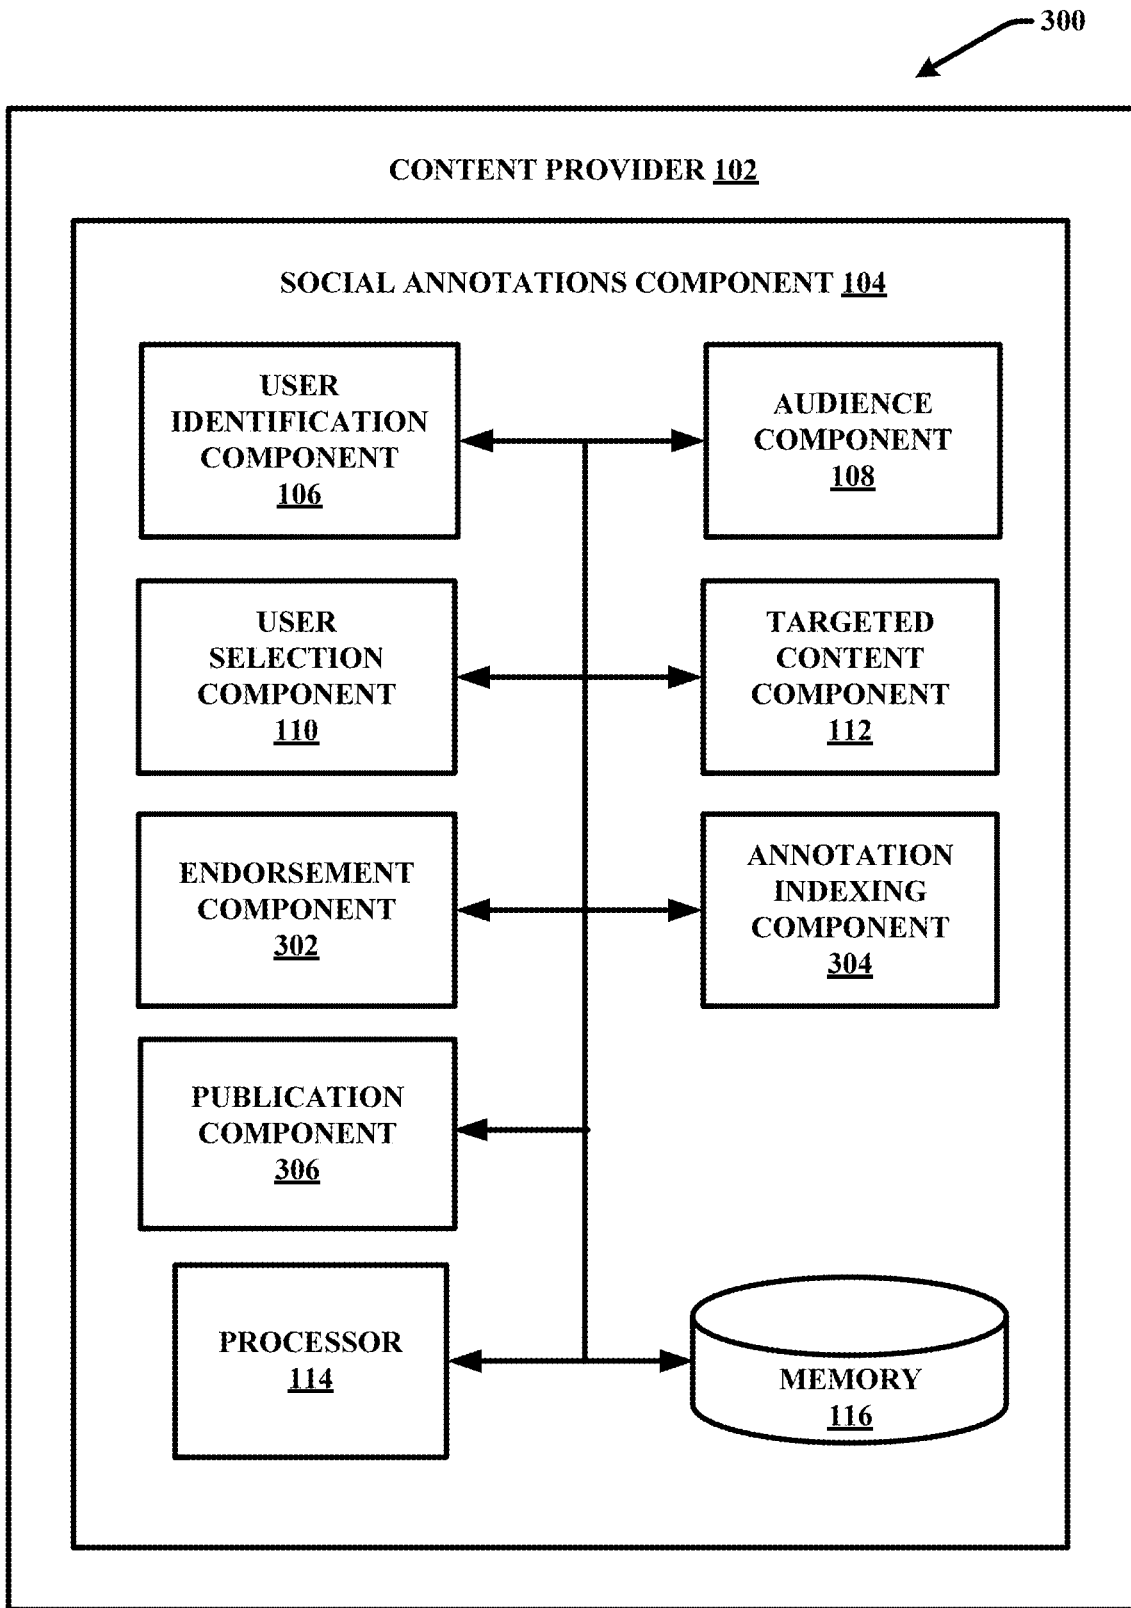 300
CONTENT PROVIDER 102
SOCIAL ANNOTATIONS COMPONENT 104
USER
IDENTIFICATION
COMPONENT
106
AUDIENCE
COMPONENT
108
USER
SELECTION
COMPONENT
110
TARGETED
CONTENT
COMPONENT
112
ENDORSEMENT
COMPONENT
302
ANNOTATION
INDEXING
COMPONENT
304
PUBLICATION
COMPONENT
306
PROCESSOR
114
MEMORY
116